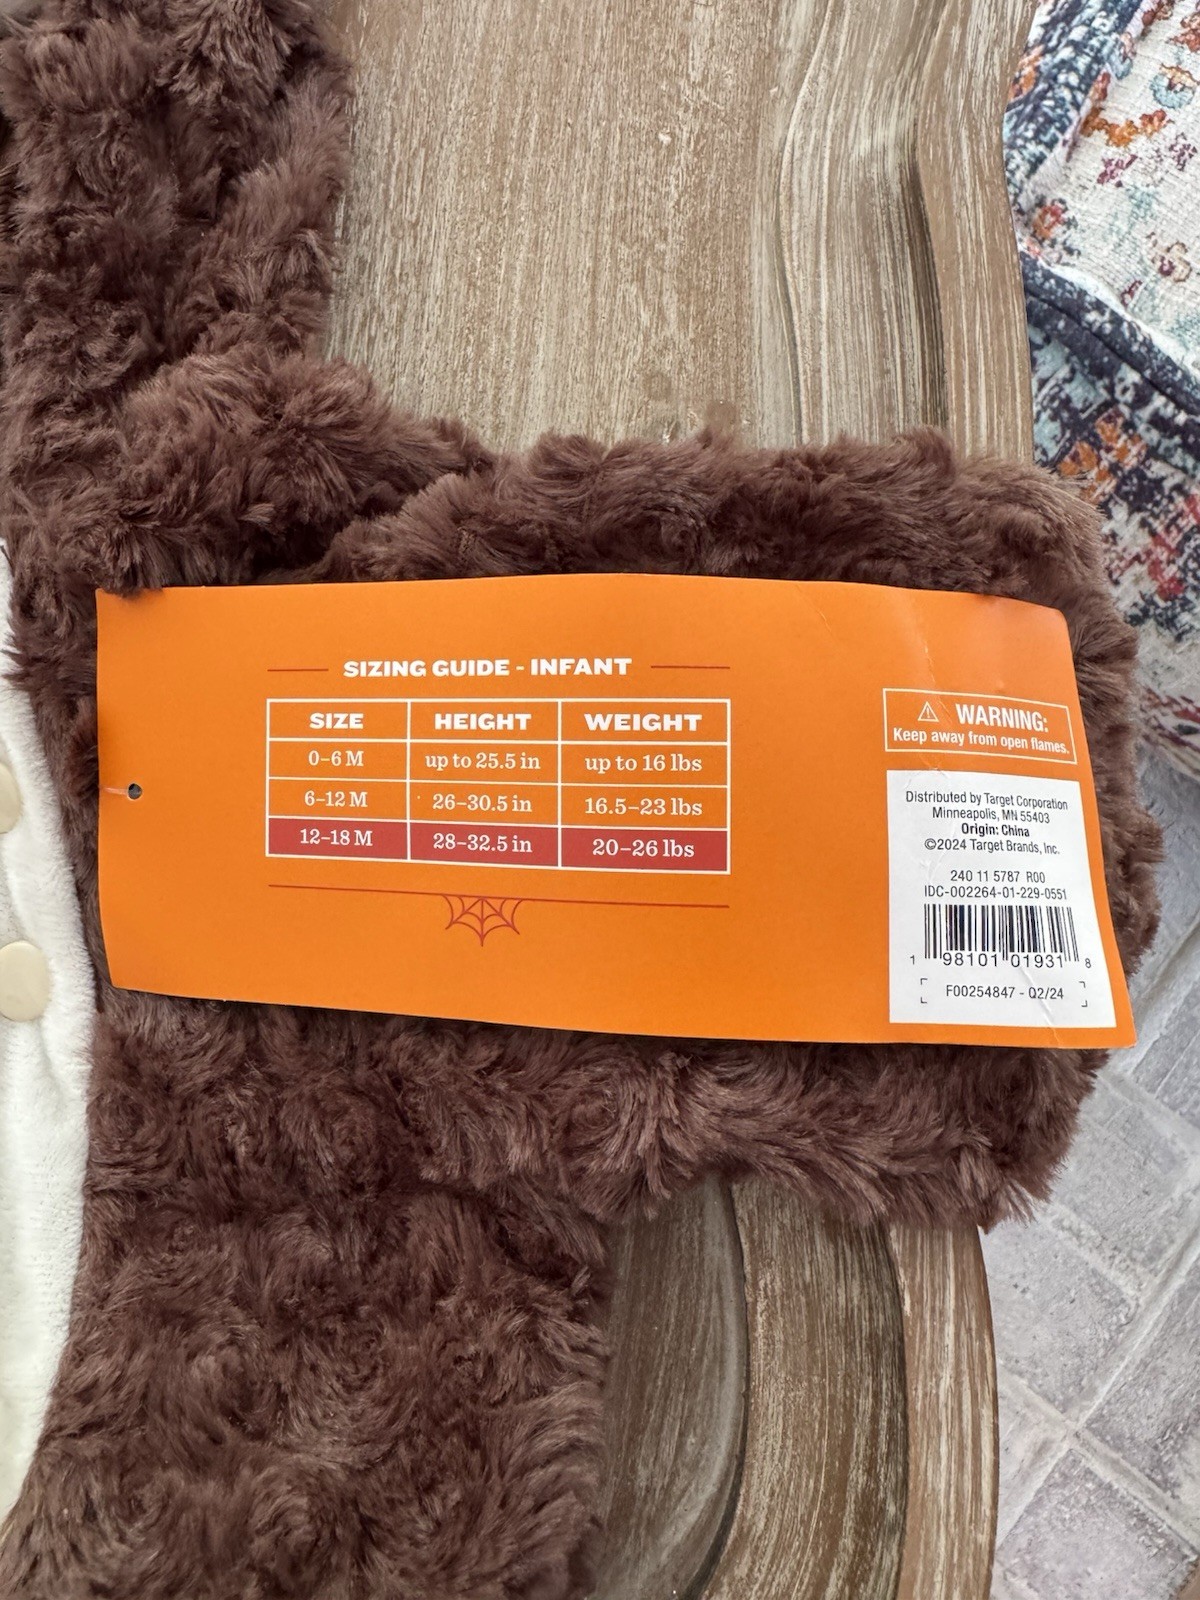 SIZING GUIDE - INFANT
SIZE HEIGHT WEIGHT
0-6 M up to 25.5 in up to 16 lbs
6-12 M 26-30.5 in 16.5-23 lbs
12-18 M 28-32.5 in 20-26 lbs
⚠ WARNING:
Keep away from open flames.
Distributed by Target Corporation
Minneapolis, MN 55403
Origin: China
©2024 Target Brands, Inc.
240 11 5787 R00
IDC-002264-01-229-0551
1 98101 01931 8
F00254847 - Q2/24